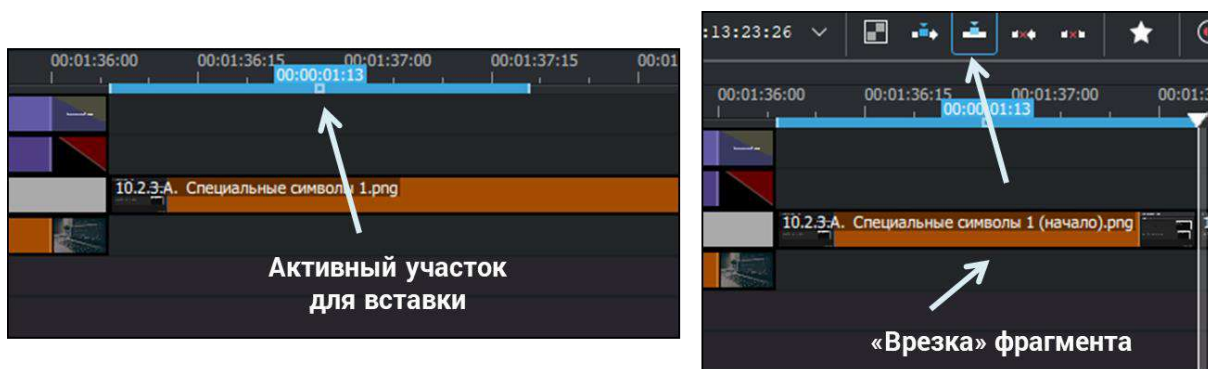 00:01:36:00 00:01:36:15 00:01:37:00 00:01:37:15 00:01
00:00:01:13
10.2.3.A. Специальные символы 1.png
Активный участок
для вставки
:13:23:26
00:01:36:00 00:01:36:15 00:01:37:00 00:01:
00:00:01:13
10.2.3.A. Специальные символы 1 (начало).png
«Врезка» фрагмента